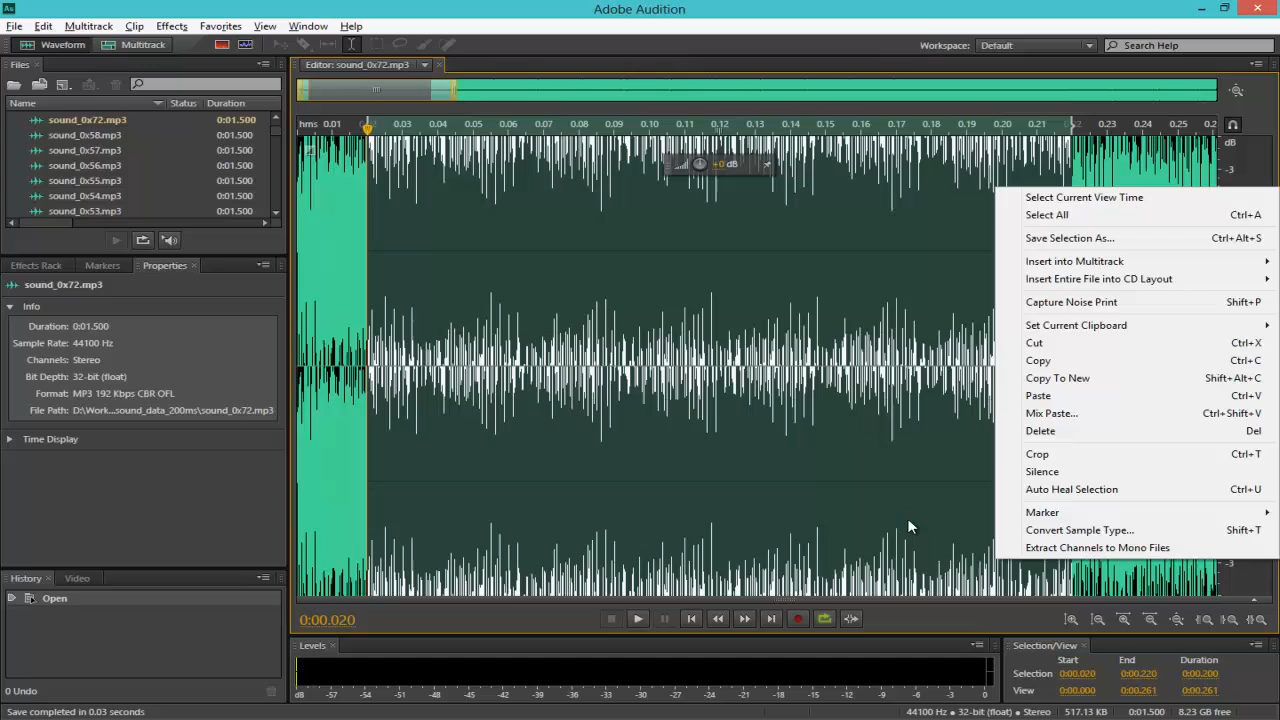 Au
Adobe Audition
File Edit Multitrack Clip Effects Favorites View Window Help
Waveform Multitrack Workspace: Default Search Help
Files
Name Status Duration
sound_0x72.mp3 0:01.500
sound_0x58.mp3 0:01.500
sound_0x57.mp3 0:01.500
sound_0x56.mp3 0:01.500
sound_0x55.mp3 0:01.500
sound_0x54.mp3 0:01.500
sound_0x53.mp3 0:01.500
Effects Rack Markers Properties
sound_0x72.mp3
Info
Duration: 0:01.500
Sample Rate: 44100 Hz
Channels: Stereo
Bit Depth: 32-bit (float)
Format: MP3 192 Kbps CBR OFL
File Path: D:\Work...sound_data_200ms\sound_0x72.mp3
Time Display
History Video
Open
0 Undo
Save completed in 0.03 seconds
Editor: sound_0x72.mp3
hms 0.01 0.03 0.04 0.05 0.06 0.07 0.08 0.09 0.10 0.11 0.12 0.13 0.14 0.15 0.16 0.17 0.18 0.19 0.20 0.21 0.23 0.24 0.25 0.2
dB
-3
+0 dB
Select Current View Time
Select All Ctrl+A
Save Selection As... Ctrl+Alt+S
Insert into Multitrack
Insert Entire File into CD Layout
Capture Noise Print Shift+P
Set Current Clipboard
Cut Ctrl+X
Copy Ctrl+C
Copy To New Shift+Alt+C
Paste Ctrl+V
Mix Paste... Ctrl+Shift+V
Delete Del
Crop Ctrl+T
Silence
Auto Heal Selection Ctrl+U
Marker
Convert Sample Type... Shift+T
Extract Channels to Mono Files
-3
0:00.020
Levels
dB -57 -54 -51 -48 -45 -42 -39 -36 -33 -30 -27 -24 -21 -18 -15 -12 -9 -6 -3 0
Selection/View
Start End Duration
Selection 0:00.020 0:00.220 0:00.200
View 0:00.000 0:00.261 0:00.261
44100 Hz • 32-bit (float) • Stereo 517.13 KB 0:01.500 8.23 GB free